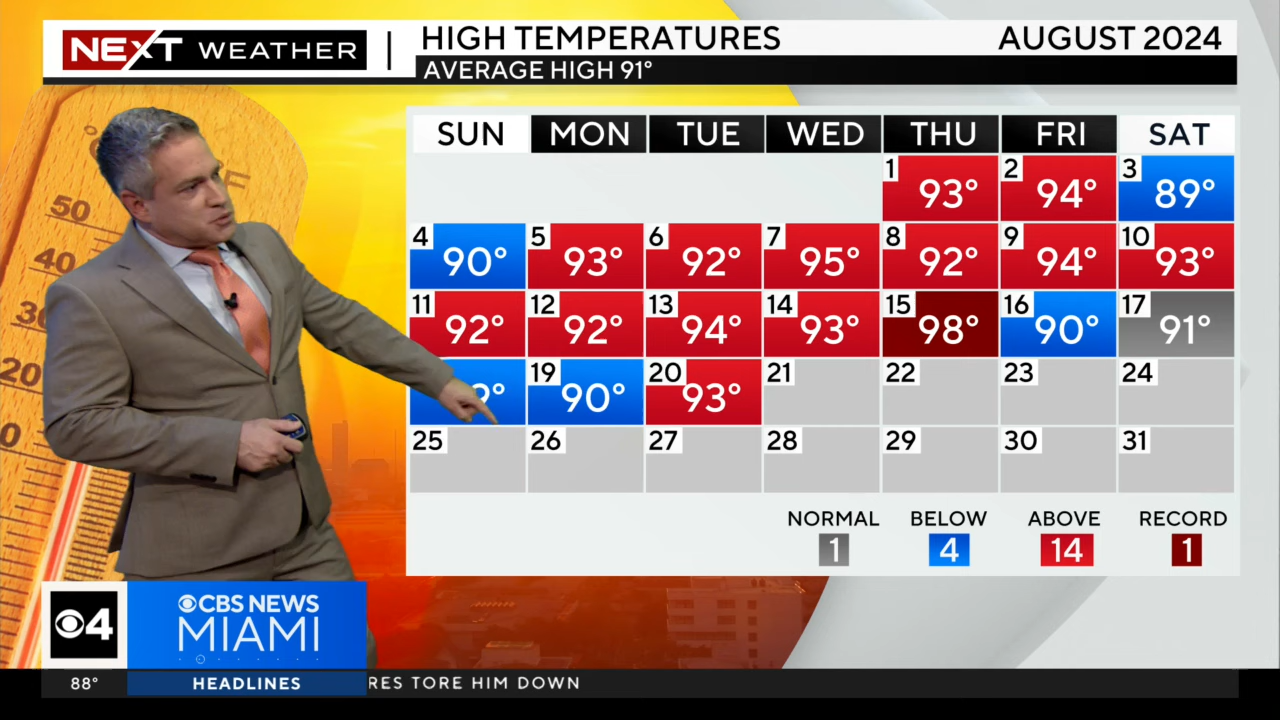 NEXT WEATHER
HIGH TEMPERATURES
AUGUST 2024
AVERAGE HIGH 91°
SUN MON TUE WED THU FRI SAT
1 93° 2 94° 3 89°
4 90° 5 93° 6 92° 7 95° 8 92° 9 94° 10 93°
11 92° 12 92° 13 94° 14 93° 15 98° 16 90° 17 91°
19 90° 20 93° 21 22 23 24
25 26 27 28 29 30 31
NORMAL BELOW ABOVE RECORD
1 4 14 1
F
50
40
20
0
4
CBS NEWS
MIAMI
88° HEADLINES RES TORE HIM DOWN